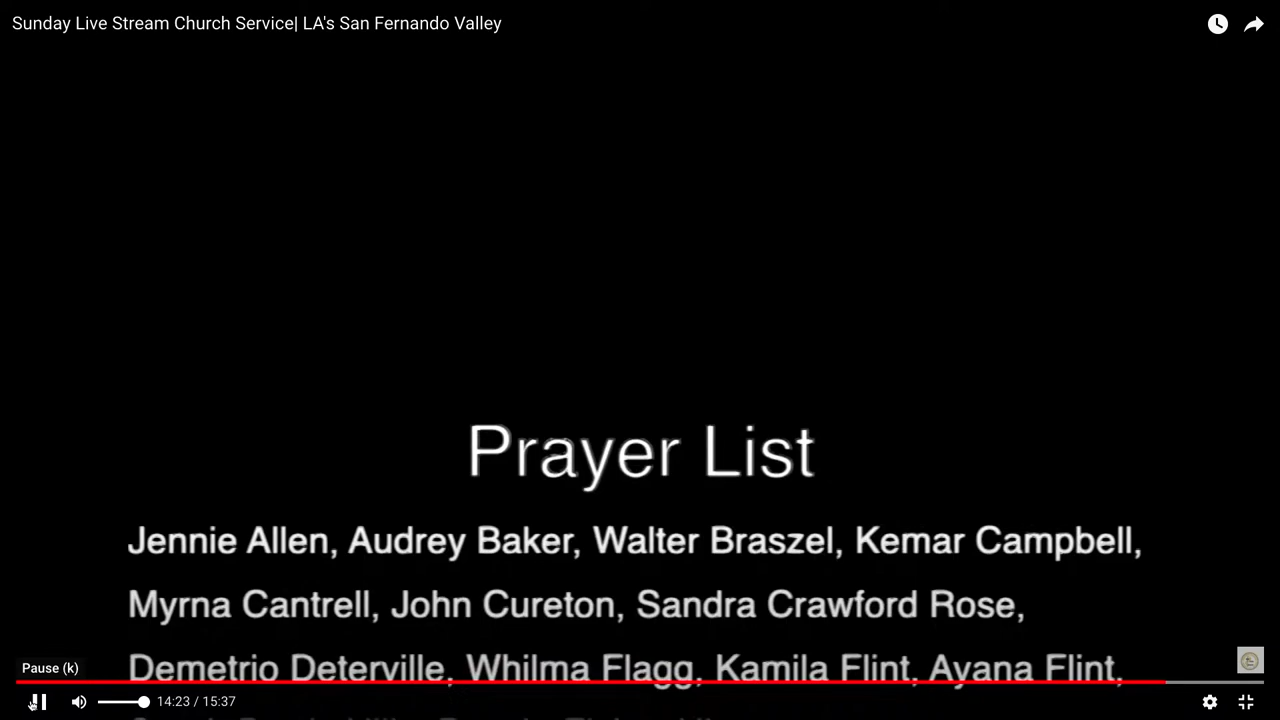 Sunday Live Stream Church Service| LA's San Fernando Valley
Prayer List
Jennie Allen, Audrey Baker, Walter Braszel, Kemar Campbell,
Myrna Cantrell, John Cureton, Sandra Crawford Rose,
Demetrio Deterville, Whilma Flagg, Kamila Flint, Ayana Flint,
Pause (k)
14:23 / 15:37